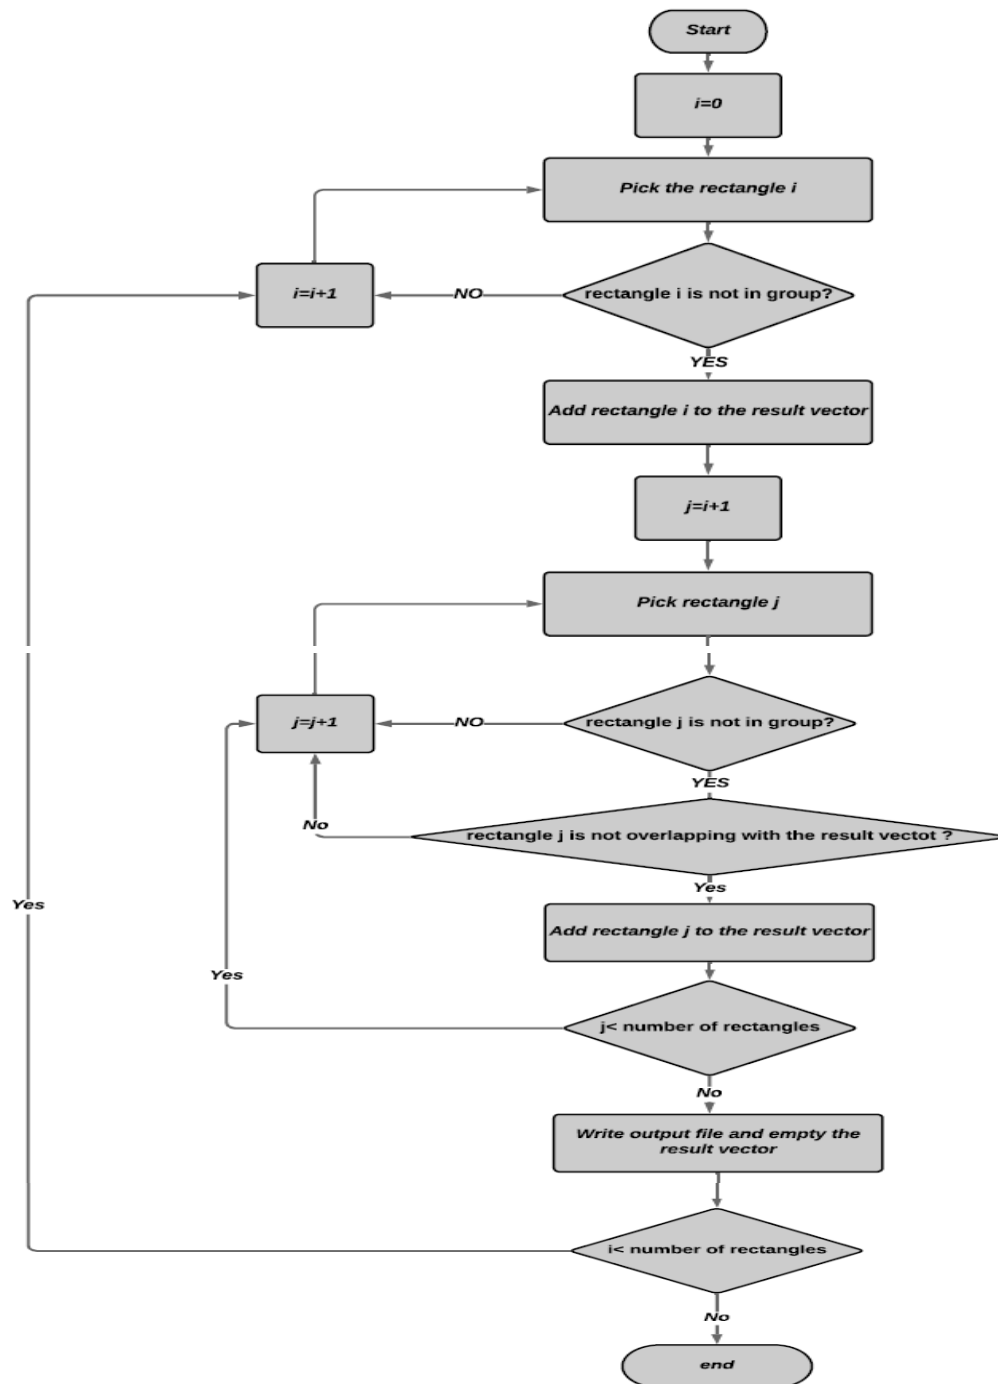 Start
i=0
Pick the rectangle i
rectangle i is not in group?
NO
i=i+1
YES
Add rectangle i to the result vector
j=i+1
Pick rectangle j
rectangle j is not in group?
NO
j=j+1
YES
rectangle j is not overlapping with the result vectot ?
No
Yes
Add rectangle j to the result vector
Yes
Yes
j< number of rectangles
No
Write output file and empty the
result vector
i< number of rectangles
No
end